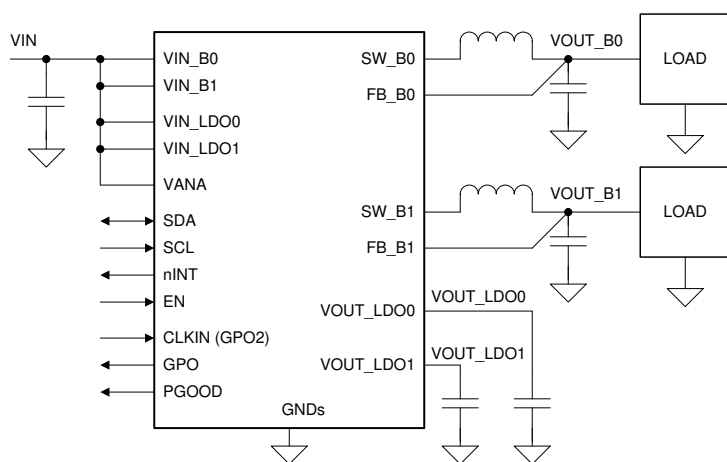 VIN
VIN_B0
VIN_B1
VIN_LDO0
VIN_LDO1
VANA
SDA
SCL
nINT
EN
CLKIN (GPO2)
GPO
PGOOD
GNDs
SW_B0
FB_B0
SW_B1
FB_B1
VOUT_LDO0
VOUT_LDO1
VOUT_B0
LOAD
VOUT_B1
LOAD
VOUT_LDO0
VOUT_LDO1